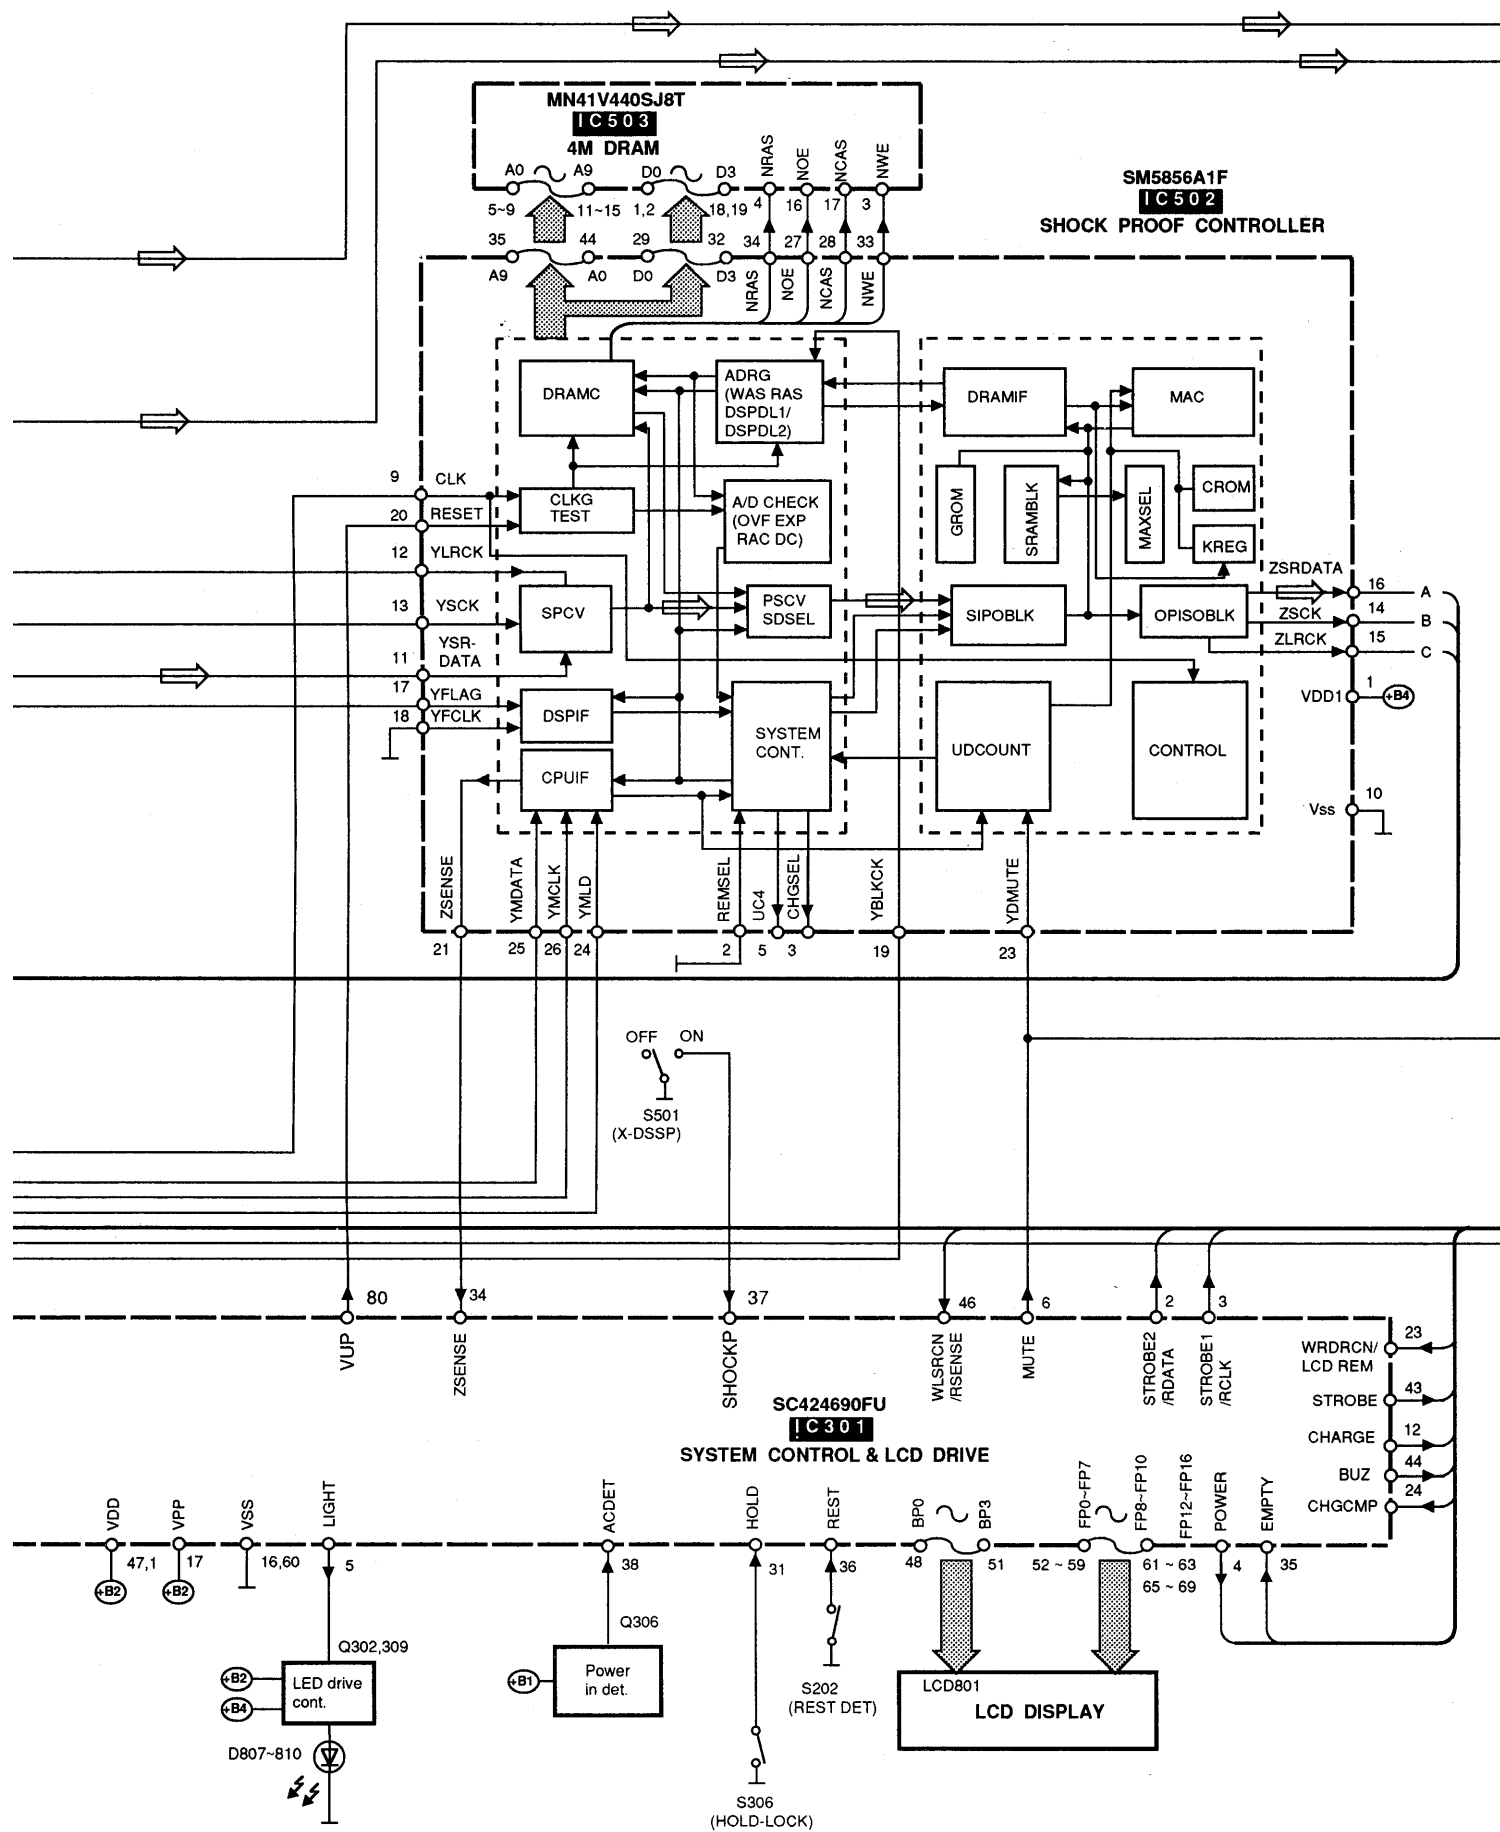 MN41V440SJ8T
IC503
4M DRAM
A0 A9 D0 D3 NRAS NOE NCAS NWE
5~9 11~15 1,2 18,19 4 16 17 3
SM5856A1F
IC502
SHOCK PROOF CONTROLLER
35 44 29 32 34 27 28 33
A9 A0 D0 D3 NRAS NOE NCAS NWE
DRAMC
ADRG
(WAS RAS
DSPDL1/
DSPDL2)
DRAMIF
MAC
9 CLK
CLKG
TEST
A/D CHECK
(OVF EXP
RAC DC)
GROM
SRAMBLK
MAXSEL
CROM
KREG
20 RESET
12 YLRCK
13 YSCK
SPCV
PSCV
SDSEL
SIPOBLK
OPISOBLK
ZSRDATA 16 A
ZSCK 14 B
ZLRCK 15 C
11 YSR-
DATA
17 YFLAG
18 YFCLK
DSPIF
SYSTEM
CONT.
UDCOUNT
CONTROL
VDD1 1 +B4
CPUIF
Vss 10
ZSENSE YMDATA YMCLK YMLD REMSEL UC4 CHGSEL YBLKCK YDMUTE
21 25 26 24 2 5 3 19 23
OFF ON
S501
(X-DSSP)
80 34 37 46 6 2 3
VUP ZSENSE SHOCKP WLSRCN
/RSENSE MUTE STROBE2
/RDATA STROBE1
/RCLK
WRDRCN/
LCD REM 23
STROBE 43
CHARGE 12
BUZ 44
CHGCMP 24
SC424690FU
IC301
SYSTEM CONTROL & LCD DRIVE
VDD VPP VSS LIGHT ACDET HOLD REST BP0 BP3 FP0~FP7 FP8~FP10 FP12~FP16 POWER EMPTY
47,1 17 16,60 5 38 31 36 48 51 52 ~ 59 61 ~ 63 4 35
65 ~ 69
+B2 +B2
Q302,309
+B2
+B4
LED drive
cont.
D807~810
Q306
+B1
Power
in det.
S202
(REST DET)
LCD801
LCD DISPLAY
S306
(HOLD-LOCK)